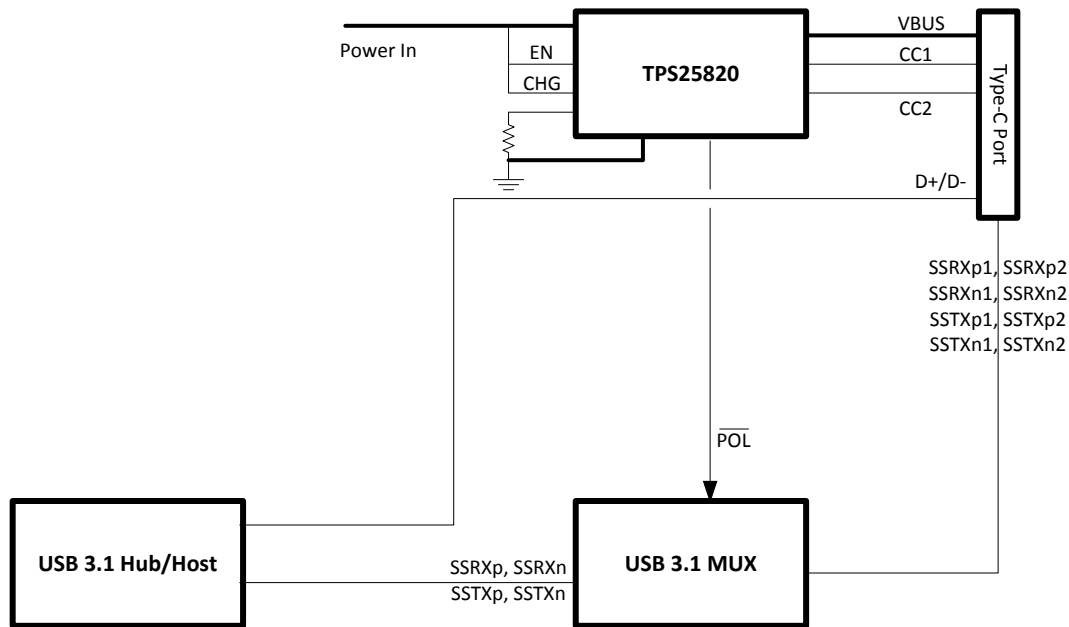 VBUS
Power In
EN
CC1
TPS25820
CHG
CC2
Type-C Port
D+/D-
SSRXp1, SSRXp2
SSRXn1, SSRXn2
SSTXp1, SSTXp2
SSTXn1, SSTXn2
POL
USB 3.1 Hub/Host
SSRXp, SSRXn
SSTXp, SSTXn
USB 3.1 MUX